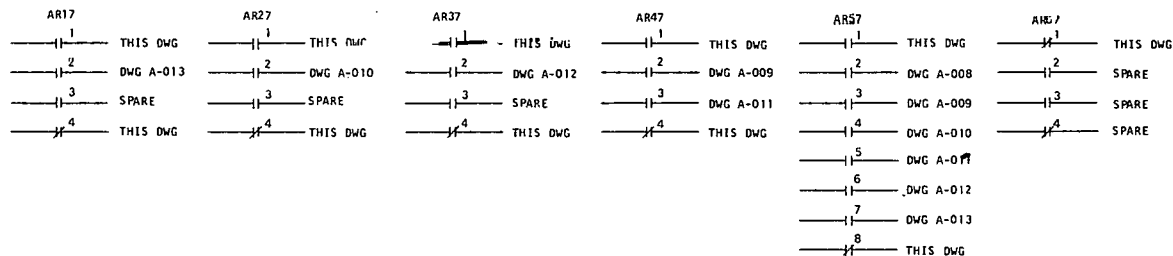 AR17
1 THIS DWG
2 DWG A-013
3 SPARE
4 THIS DWG
AR27
1 THIS DWG
2 DWG A-010
3 SPARE
4 THIS DWG
AR37
1 THIS DWG
2 DWG A-012
3 SPARE
4 THIS DWG
AR47
1 THIS DWG
2 DWG A-009
3 DWG A-011
4 THIS DWG
AR57
1 THIS DWG
2 DWG A-008
3 DWG A-009
4 DWG A-010
5 DWG A-011
6 DWG A-012
7 DWG A-013
8 THIS DWG
AR67
1 THIS DWG
2 SPARE
3 SPARE
4 SPARE